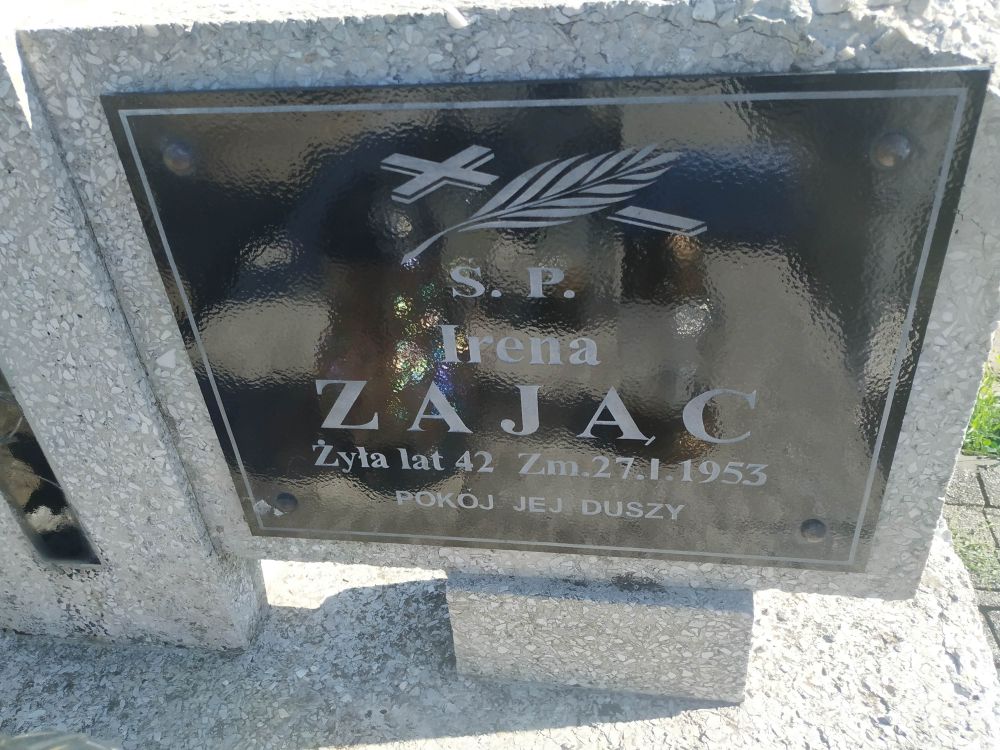 Ś. P.
Irena
ZAJĄC
Żyła lat 42 Zm.27.I.1953
POKÓJ JEJ DUSZY